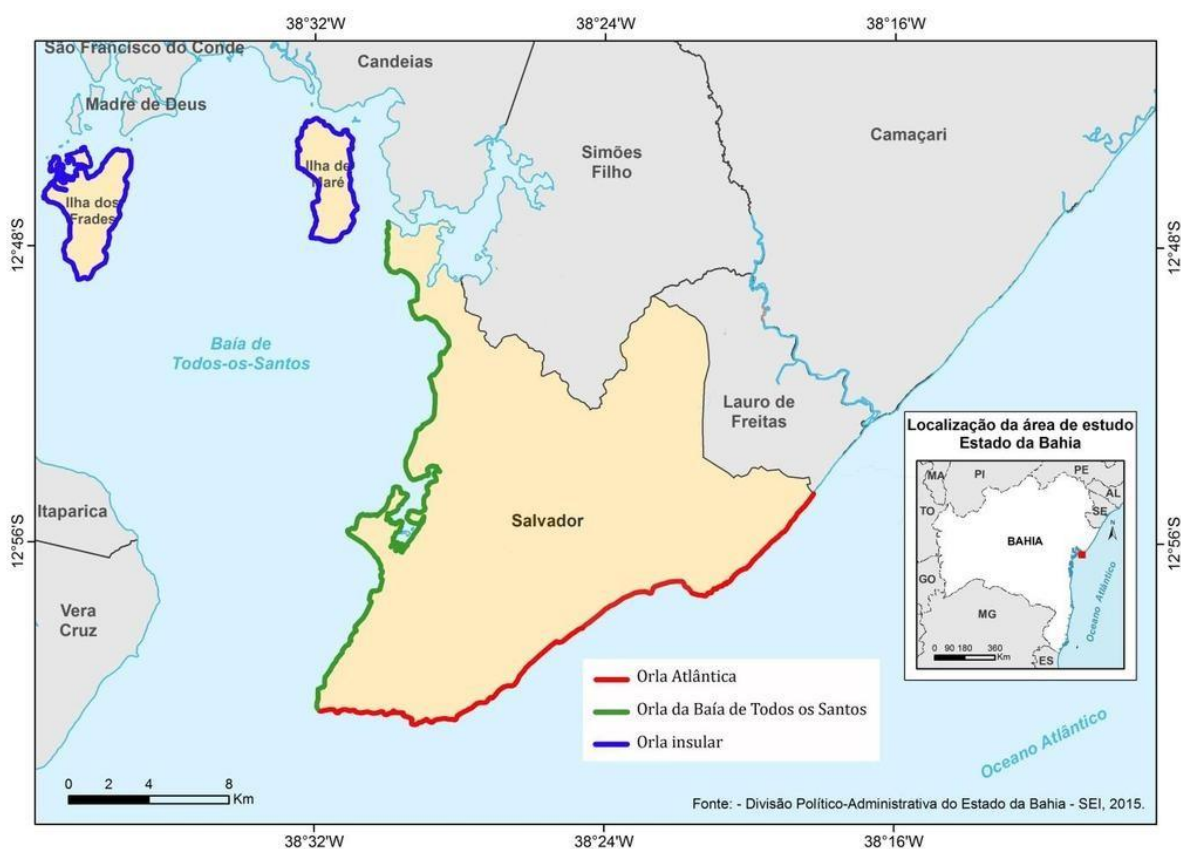 38°32'W
38°24'W
38°16'W
São Francisco do Conde
Candeias
Madre de Deus
Camaçari
Simões
Filho
Ilha de
Maré
Ilha dos
Frades
12°48'S
12°48'S
Baía de
Todos-os-Santos
Lauro de
Freitas
Localização da área de estudo
Estado da Bahia
MA
PI
PE
AL
SE
TO
N
BAHIA
GO
MG
ES
Oceano Atlântico
0 90 180 360
Km
Itaparica
Salvador
12°56'S
12°56'S
Vera
Cruz
Orla Atlântica
Orla da Baía de Todos os Santos
Orla insular
Oceano Atlântico
0 2 4 8
Km
Fonte: - Divisão Político-Administrativa do Estado da Bahia - SEI, 2015.
38°32'W
38°24'W
38°16'W